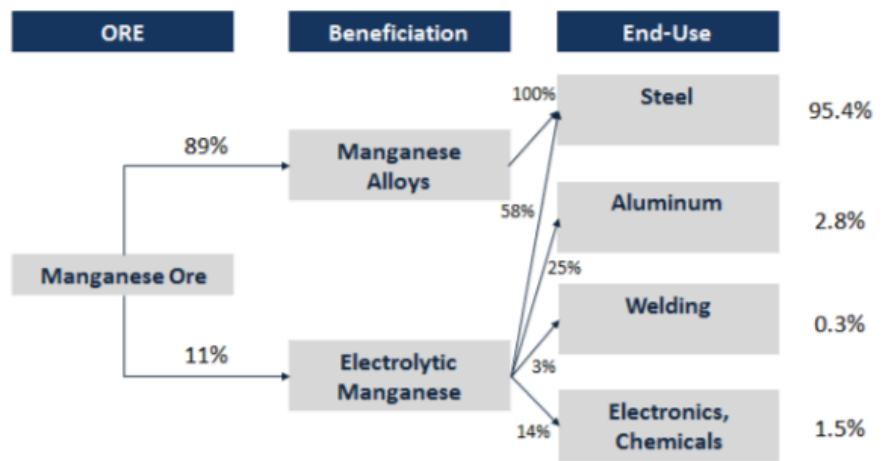 ORE
Beneficiation
End-Use
100%
Steel
95.4%
89%
Manganese
Alloys
58%
Aluminum
2.8%
25%
Manganese Ore
Welding
0.3%
11%
Electrolytic
Manganese
3%
14%
Electronics,
Chemicals
1.5%